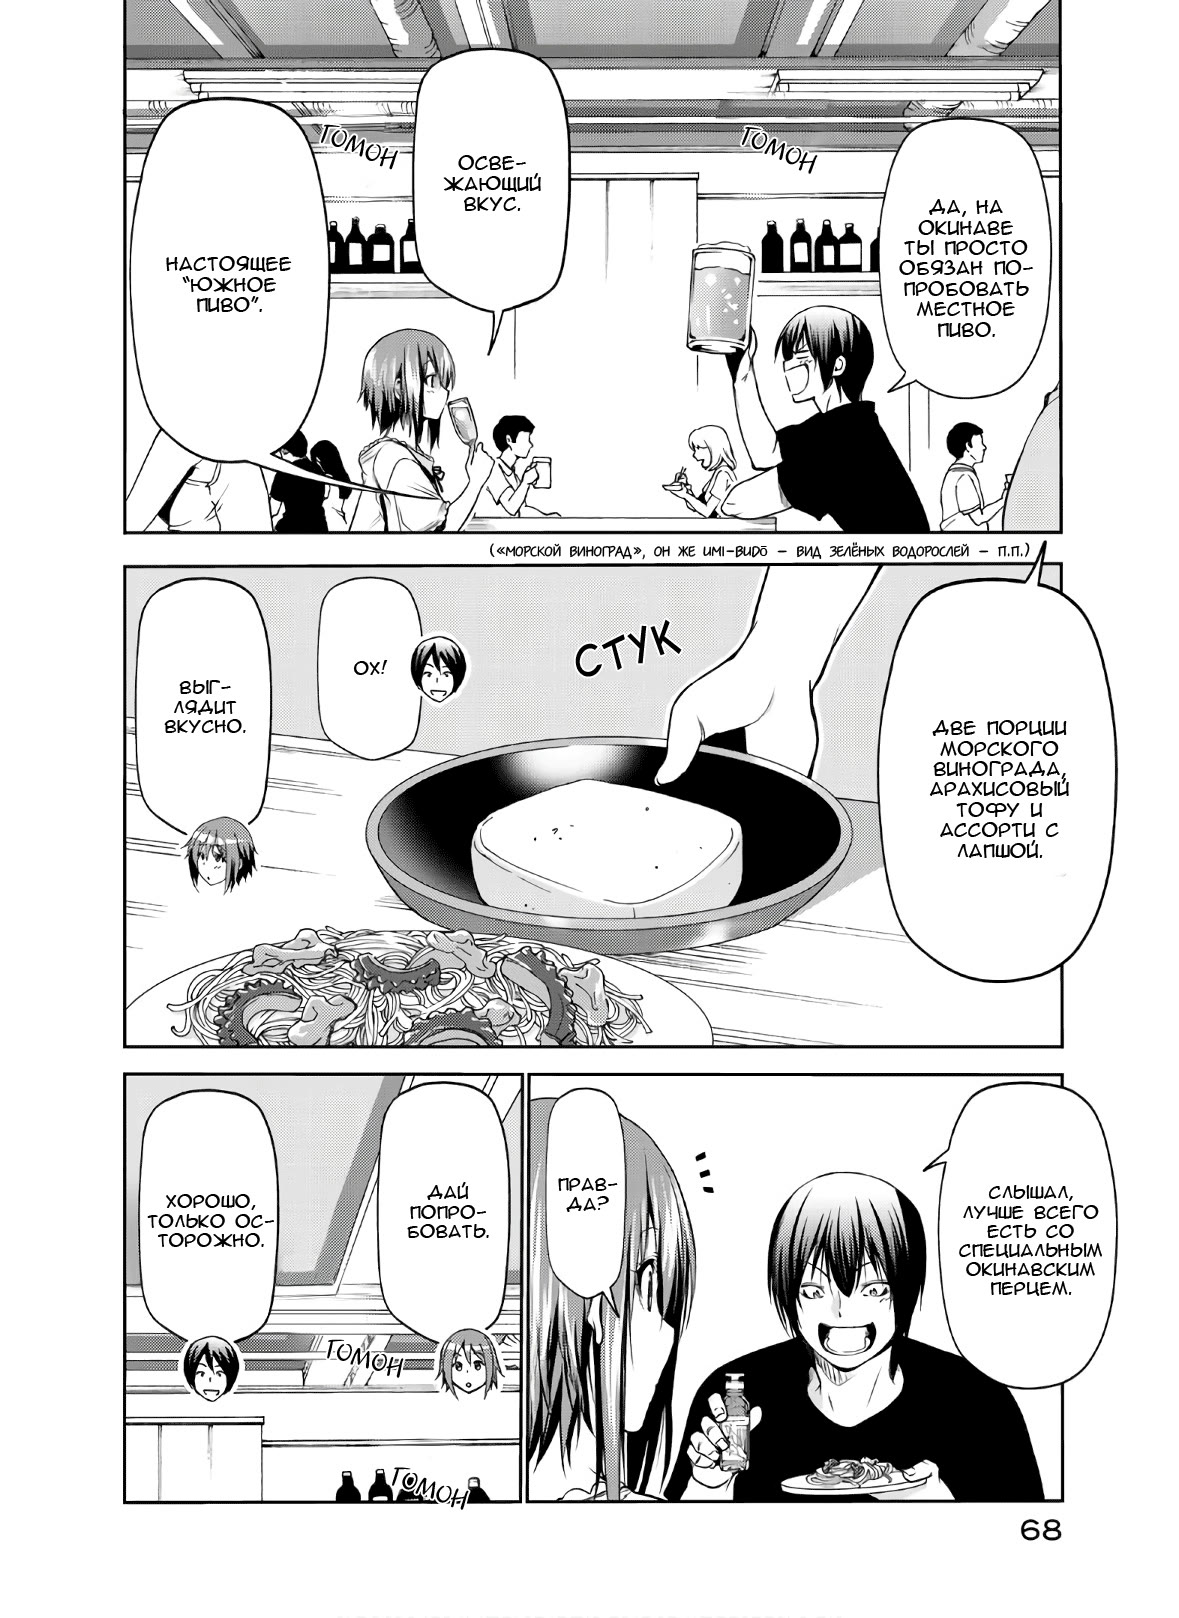 ДА, НА
ОКИНАВЕ
ТЫ ПРОСТО
ОБЯЗАН ПО-
ПРОБОВАТЬ
МЕСТНОЕ
ПИВО.
ГОМОН
ОСВЕ-
ЖАЮЩИЙ
ВКУС.
ГОМОН
НАСТОЯЩЕЕ
"ЮЖНОЕ
ПИВО".
(«МОРСКОЙ ВИНОГРАД», ОН ЖЕ UMI-BUDŌ – ВИД ЗЕЛЁНЫХ ВОДОРОСЛЕЙ – П.П.)
ДВЕ ПОРЦИИ
МОРСКОГО
ВИНОГРАДА,
АРАХИСОВЫЙ
ТОФУ И
АССОРТИ С
ЛАПШОЙ.
СТУК
ОХ!
ВЫГ-
ЛЯДИТ
ВКУСНО.
СЛЫШАЛ,
ЛУЧШЕ ВСЕГО
ЕСТЬ СО
СПЕЦИАЛЬНЫМ
ОКИНАВСКИМ
ПЕРЦЕМ.
ПРАВ-
ДА?
ДАЙ
ПОПРО-
БОВАТЬ.
ХОРОШО,
ТОЛЬКО ОС-
ТОРОЖНО.
ГОМОН
ГОМОН
68